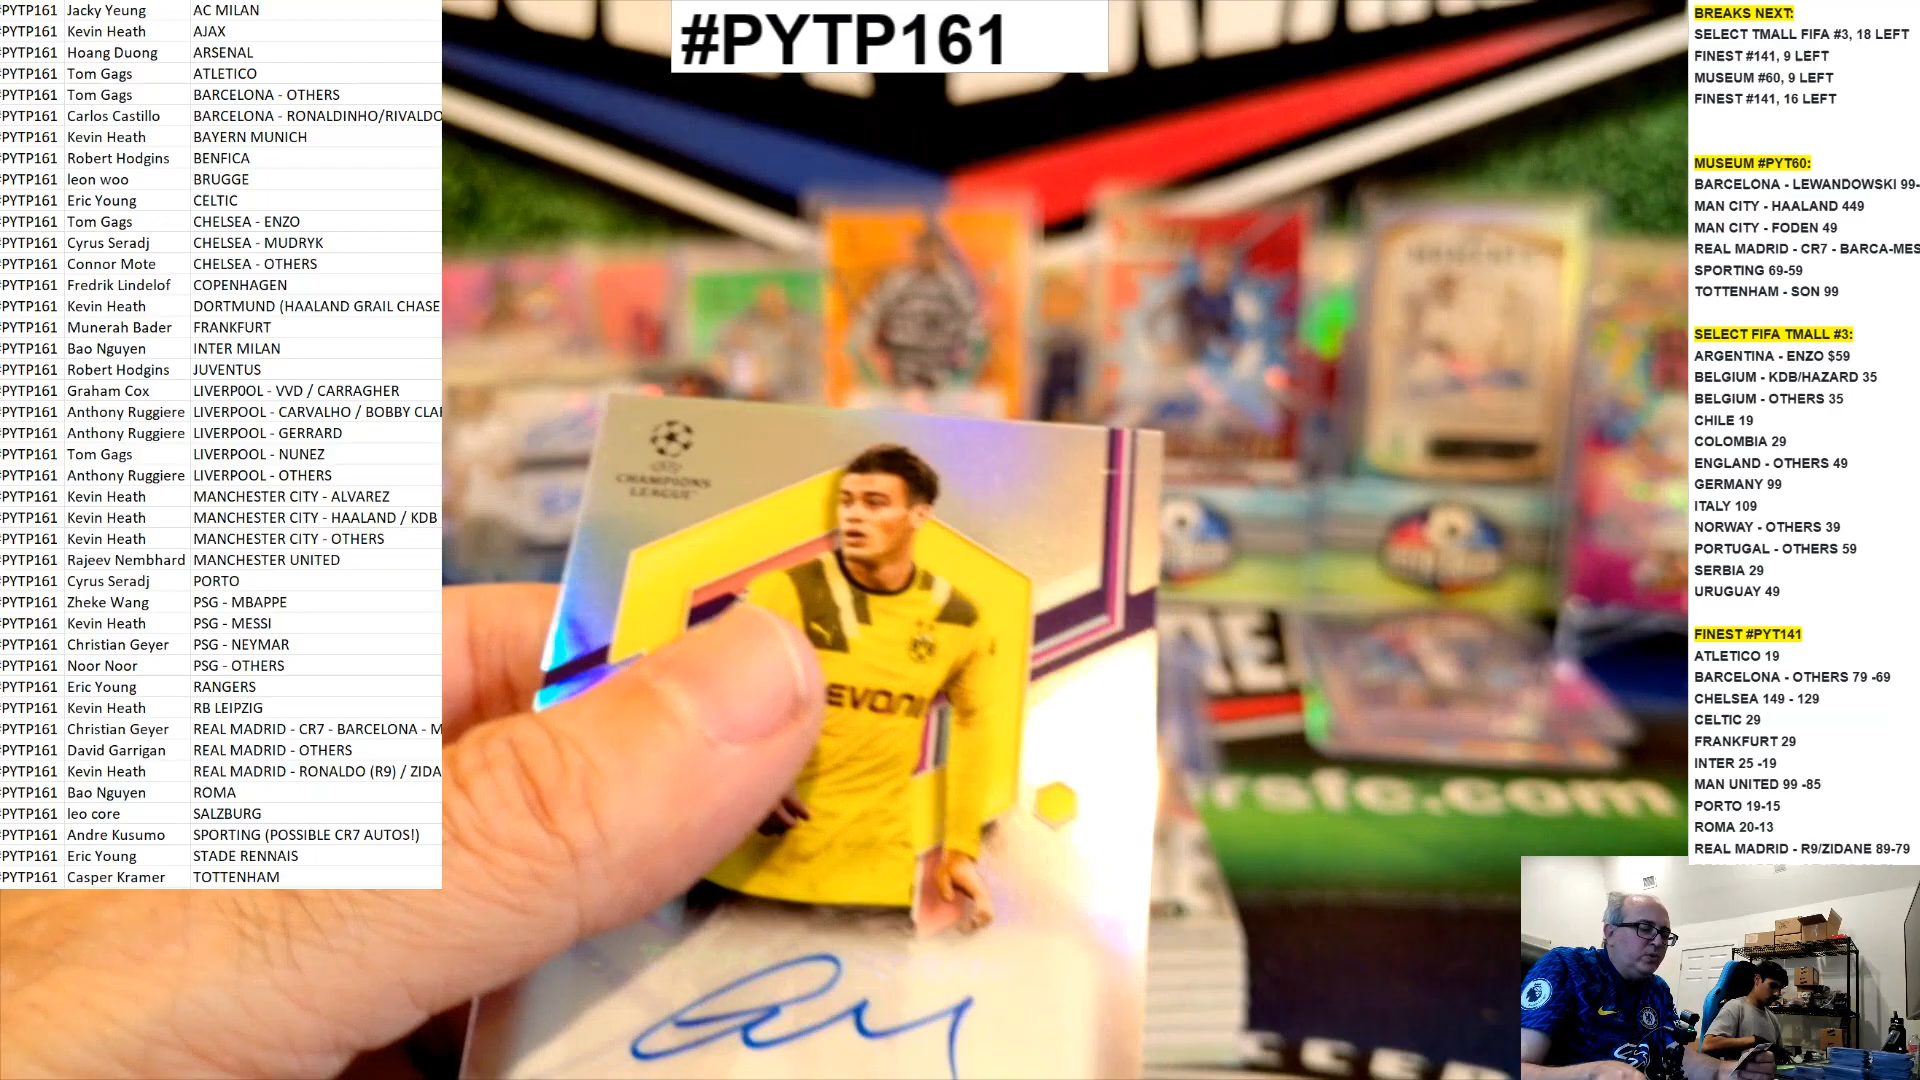 #PYTP161
#PYTP161 Jacky Yeung AC MILAN
#PYTP161 Kevin Heath AJAX
#PYTP161 Hoang Duong ARSENAL
#PYTP161 Tom Gags ATLETICO
#PYTP161 Tom Gags BARCELONA - OTHERS
#PYTP161 Carlos Castillo BARCELONA - RONALDINHO/RIVALDO
#PYTP161 Kevin Heath BAYERN MUNICH
#PYTP161 Robert Hodgins BENFICA
#PYTP161 leon woo BRUGGE
#PYTP161 Eric Young CELTIC
#PYTP161 Tom Gags CHELSEA - ENZO
#PYTP161 Cyrus Seradj CHELSEA - MUDRYK
#PYTP161 Connor Mote CHELSEA - OTHERS
#PYTP161 Fredrik Lindelof COPENHAGEN
#PYTP161 Kevin Heath DORTMUND (HAALAND GRAIL CHASE
#PYTP161 Munerah Bader FRANKFURT
#PYTP161 Bao Nguyen INTER MILAN
#PYTP161 Robert Hodgins JUVENTUS
#PYTP161 Graham Cox LIVERP0OL - VVD / CARRAGHER
#PYTP161 Anthony Ruggiere LIVERPOOL - CARVALHO / BOBBY CLA
#PYTP161 Anthony Ruggiere LIVERPOOL - GERRARD
#PYTP161 Tom Gags LIVERPOOL - NUNEZ
#PYTP161 Anthony Ruggiere LIVERPOOL - OTHERS
#PYTP161 Kevin Heath MANCHESTER CITY - ALVAREZ
#PYTP161 Kevin Heath MANCHESTER CITY - HAALAND / KDB
#PYTP161 Kevin Heath MANCHESTER CITY - OTHERS
#PYTP161 Rajeev Nembhard MANCHESTER UNITED
#PYTP161 Cyrus Seradj PORTO
#PYTP161 Zheke Wang PSG - MBAPPE
#PYTP161 Kevin Heath PSG - MESSI
#PYTP161 Christian Geyer PSG - NEYMAR
#PYTP161 Noor Noor PSG - OTHERS
#PYTP161 Eric Young RANGERS
#PYTP161 Kevin Heath RB LEIPZIG
#PYTP161 Christian Geyer REAL MADRID - CR7 - BARCELONA - M
#PYTP161 David Garrigan REAL MADRID - OTHERS
#PYTP161 Kevin Heath REAL MADRID - RONALDO (R9) / ZIDA
#PYTP161 Bao Nguyen ROMA
#PYTP161 leo core SALZBURG
#PYTP161 Andre Kusumo SPORTING (POSSIBLE CR7 AUTOS!)
#PYTP161 Eric Young STADE RENNAIS
#PYTP161 Casper Kramer TOTTENHAM
CHAMPIONS
LEAGUE
EVONI
rsfc.com
BREAKS NEXT:
SELECT TMALL FIFA #3, 18 LEFT
FINEST #141, 9 LEFT
MUSEUM #60, 9 LEFT
FINEST #141, 16 LEFT
MUSEUM #PYT60:
BARCELONA - LEWANDOWSKI 99-
MAN CITY - HAALAND 449
MAN CITY - FODEN 49
REAL MADRID - CR7 - BARCA-MES
SPORTING 69-59
TOTTENHAM - SON 99
SELECT FIFA TMALL #3:
ARGENTINA - ENZO $59
BELGIUM - KDB/HAZARD 35
BELGIUM - OTHERS 35
CHILE 19
COLOMBIA 29
ENGLAND - OTHERS 49
GERMANY 99
ITALY 109
NORWAY - OTHERS 39
PORTUGAL - OTHERS 59
SERBIA 29
URUGUAY 49
FINEST #PYT141
ATLETICO 19
BARCELONA - OTHERS 79 -69
CHELSEA 149 - 129
CELTIC 29
FRANKFURT 29
INTER 25 -19
MAN UNITED 99 -85
PORTO 19-15
ROMA 20-13
REAL MADRID - R9/ZIDANE 89-79